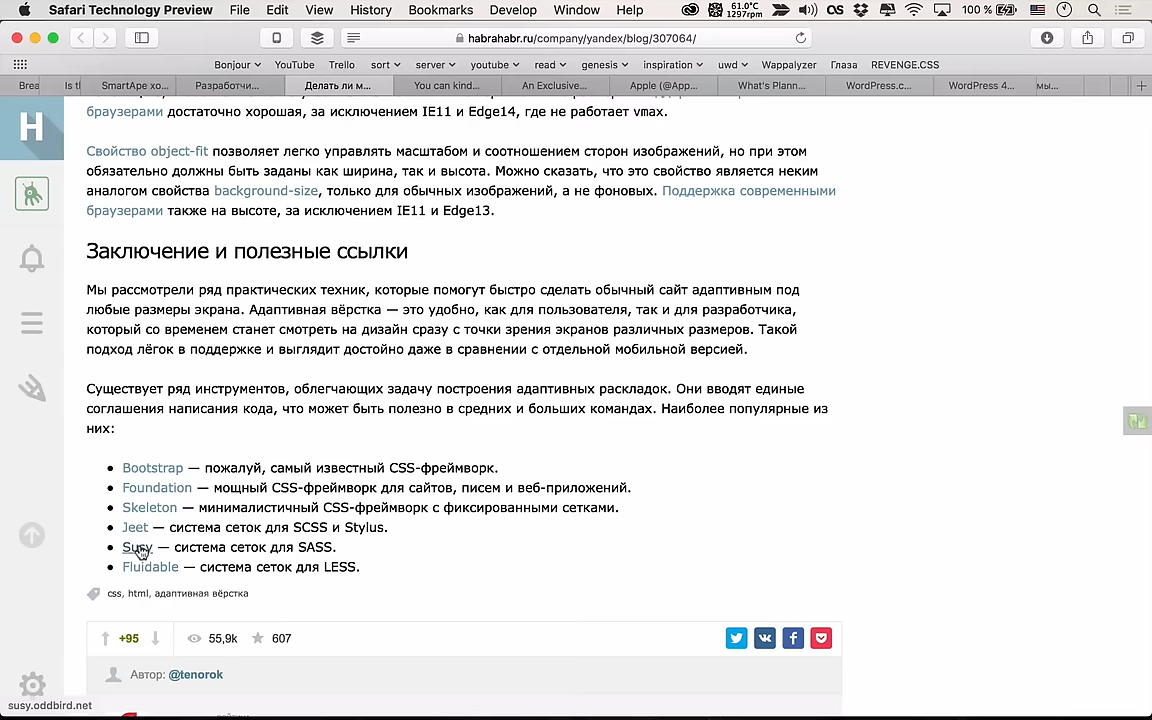 Safari Technology Preview File Edit View History Bookmarks Develop Window Help 61.0°C 1297rpm 100 %
habrahabr.ru/company/yandex/blog/307064/
Bonjour YouTube Trello sort server youtube read genesis inspiration uwd Wappalyzer Глаза REVENGE.CSS
Brea Is tl SmartApe xo... Разработчи... Делать ли м... You can kind... An Exclusive... Apple (@App... What's Plann... WordPress.c... WordPress 4... мы...
браузерами достаточно хорошая, за исключением IE11 и Edge14, где не работает vmax.
Свойство object-fit позволяет легко управлять масштабом и соотношением сторон изображений, но при этом
обязательно должны быть заданы как ширина, так и высота. Можно сказать, что это свойство является неким
аналогом свойства background-size, только для обычных изображений, а не фоновых. Поддержка современными
браузерами также на высоте, за исключением IE11 и Edge13.
Заключение и полезные ссылки
Мы рассмотрели ряд практических техник, которые помогут быстро сделать обычный сайт адаптивным под
любые размеры экрана. Адаптивная вёрстка — это удобно, как для пользователя, так и для разработчика,
который со временем станет смотреть на дизайн сразу с точки зрения экранов различных размеров. Такой
подход лёгок в поддержке и выглядит достойно даже в сравнении с отдельной мобильной версией.
Существует ряд инструментов, облегчающих задачу построения адаптивных раскладок. Они вводят единые
соглашения написания кода, что может быть полезно в средних и больших командах. Наиболее популярные из
них:
• Bootstrap — пожалуй, самый известный CSS-фреймворк.
• Foundation — мощный CSS-фреймворк для сайтов, писем и веб-приложений.
• Skeleton — минималистичный CSS-фреймворк с фиксированными сетками.
• Jeet — система сеток для SCSS и Stylus.
• Susy — система сеток для SASS.
• Fluidable — система сеток для LESS.
css, html, адаптивная вёрстка
+95 55,9k 607
Автор: @tenorok
susy.oddbird.net